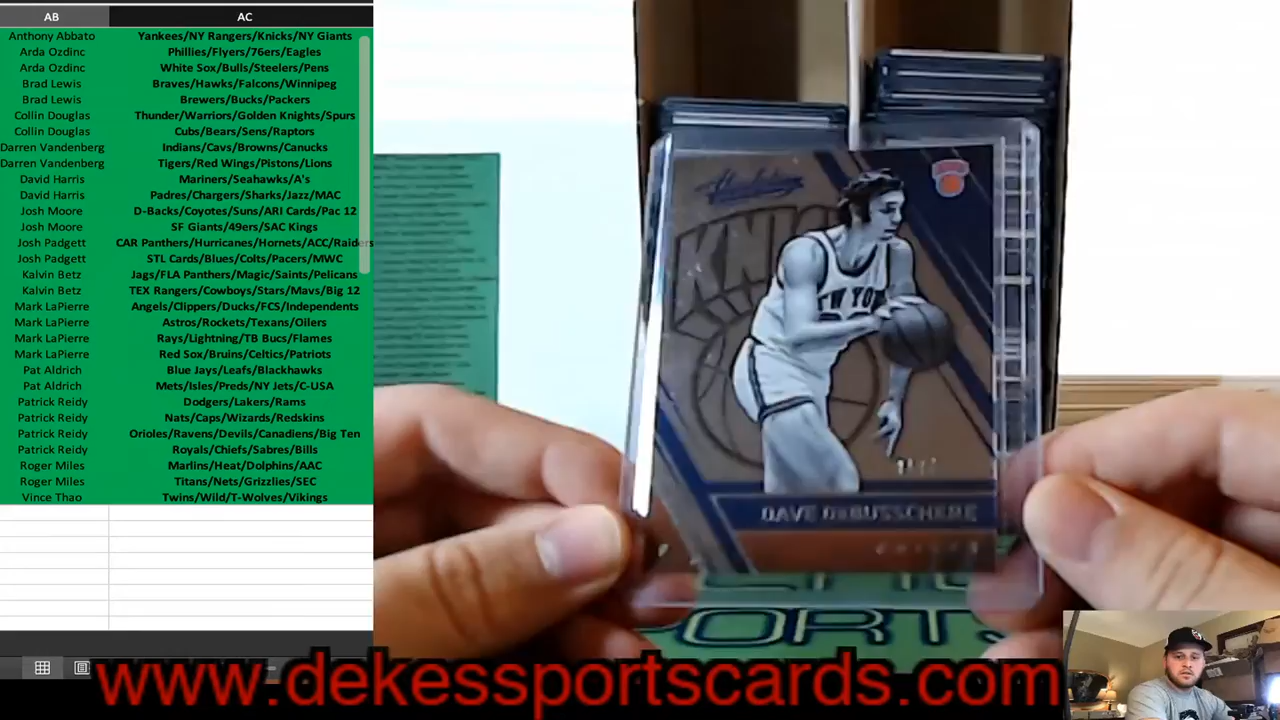 AB AC
Anthony Abbato Yankees/NY Rangers/Knicks/NY Giants
Arda Ozdinc Phillies/Flyers/76ers/Eagles
Arda Ozdinc White Sox/Bulls/Steelers/Pens
Brad Lewis Braves/Hawks/Falcons/Winnipeg
Brad Lewis Brewers/Bucks/Packers
Collin Douglas Thunder/Warriors/Golden Knights/Spurs
Collin Douglas Cubs/Bears/Sens/Raptors
Darren Vandenberg Indians/Cavs/Browns/Canucks
Darren Vandenberg Tigers/Red Wings/Pistons/Lions
David Harris Mariners/Seahawks/A's
David Harris Padres/Chargers/Sharks/Jazz/MAC
Josh Moore D-Backs/Coyotes/Suns/ARI Cards/Pac 12
Josh Moore SF Giants/49ers/SAC Kings
Josh Padgett CAR Panthers/Hurricanes/Hornets/ACC/Raiders
Josh Padgett STL Cards/Blues/Colts/Pacers/MWC
Kalvin Betz Jags/FLA Panthers/Magic/Saints/Pelicans
Kalvin Betz TEX Rangers/Cowboys/Stars/Mavs/Big 12
Mark LaPierre Angels/Clippers/Ducks/FCS/Independents
Mark LaPierre Astros/Rockets/Texans/Oilers
Mark LaPierre Rays/Lightning/TB Bucs/Flames
Mark LaPierre Red Sox/Bruins/Celtics/Patriots
Pat Aldrich Blue Jays/Leafs/Blackhawks
Pat Aldrich Mets/Isles/Preds/NY Jets/C-USA
Patrick Reidy Dodgers/Lakers/Rams
Patrick Reidy Nats/Caps/Wizards/Redskins
Patrick Reidy Orioles/Ravens/Devils/Canadiens/Big Ten
Patrick Reidy Royals/Chiefs/Sabres/Bills
Roger Miles Marlins/Heat/Dolphins/AAC
Roger Miles Titans/Nets/Grizzlies/SEC
Vince Thao Twins/Wild/T-Wolves/Vikings
Absolute
NEW YORK
DAVE DeBUSSCHERE
www.dekessportscards.com